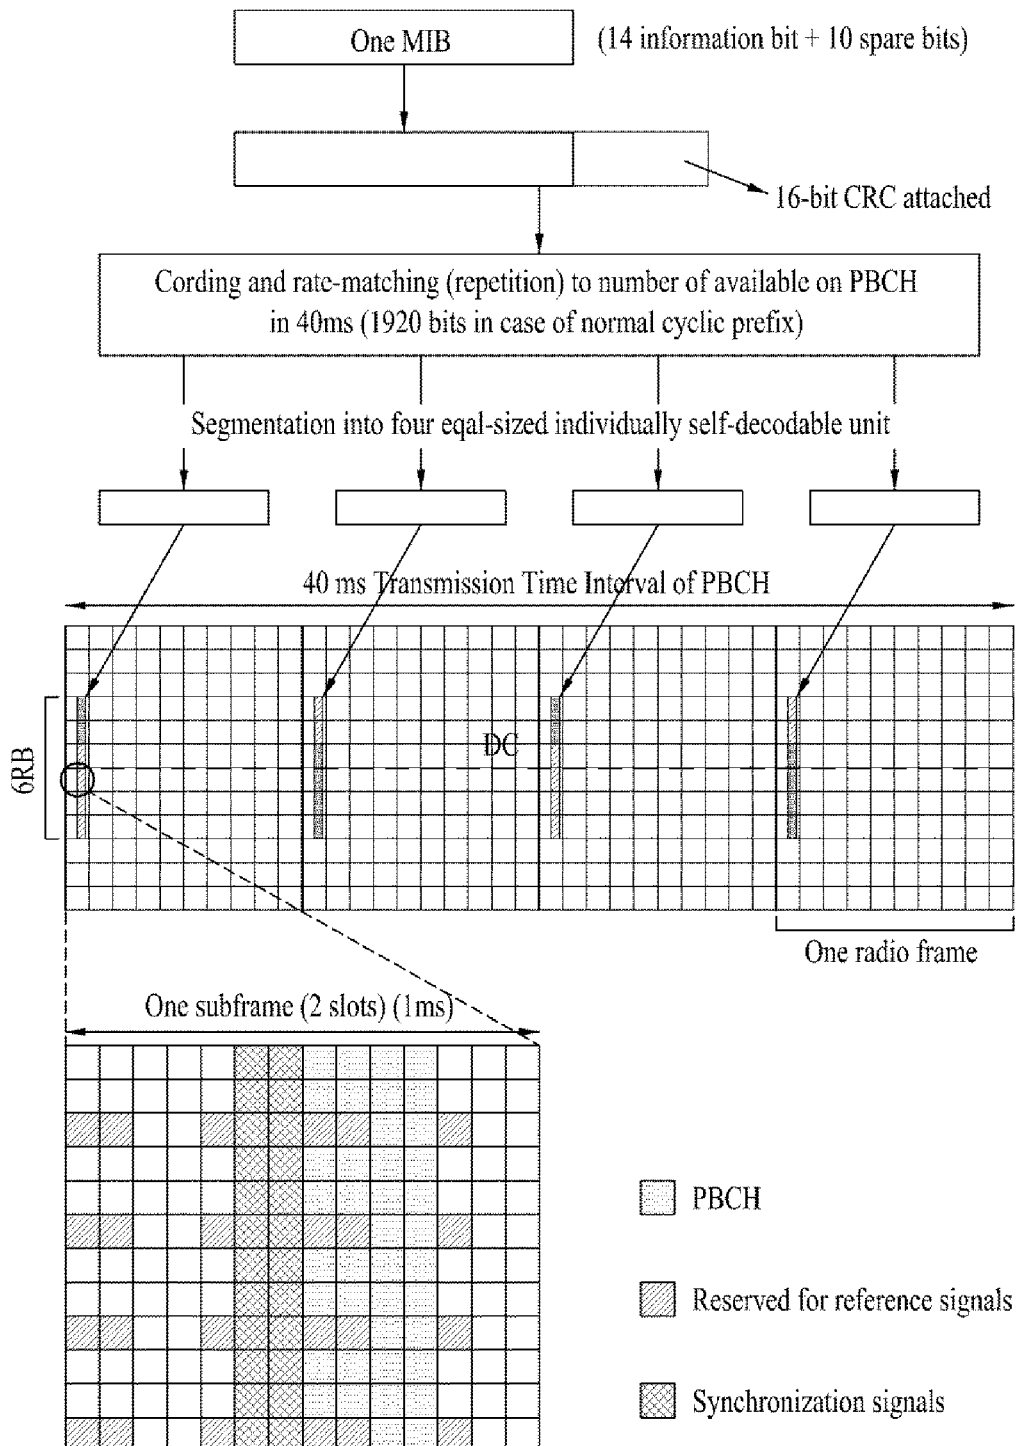 One MIB
(14 information bit + 10 spare bits)
16-bit CRC attached
Cording and rate-matching (repetition) to number of available on PBCH
in 40ms (1920 bits in case of normal cyclic prefix)
Segmentation into four eqal-sized individually self-decodable unit
40 ms Transmission Time Interval of PBCH
6RB
DC
One radio frame
One subframe (2 slots) (1ms)
PBCH
Reserved for reference signals
Synchronization signals